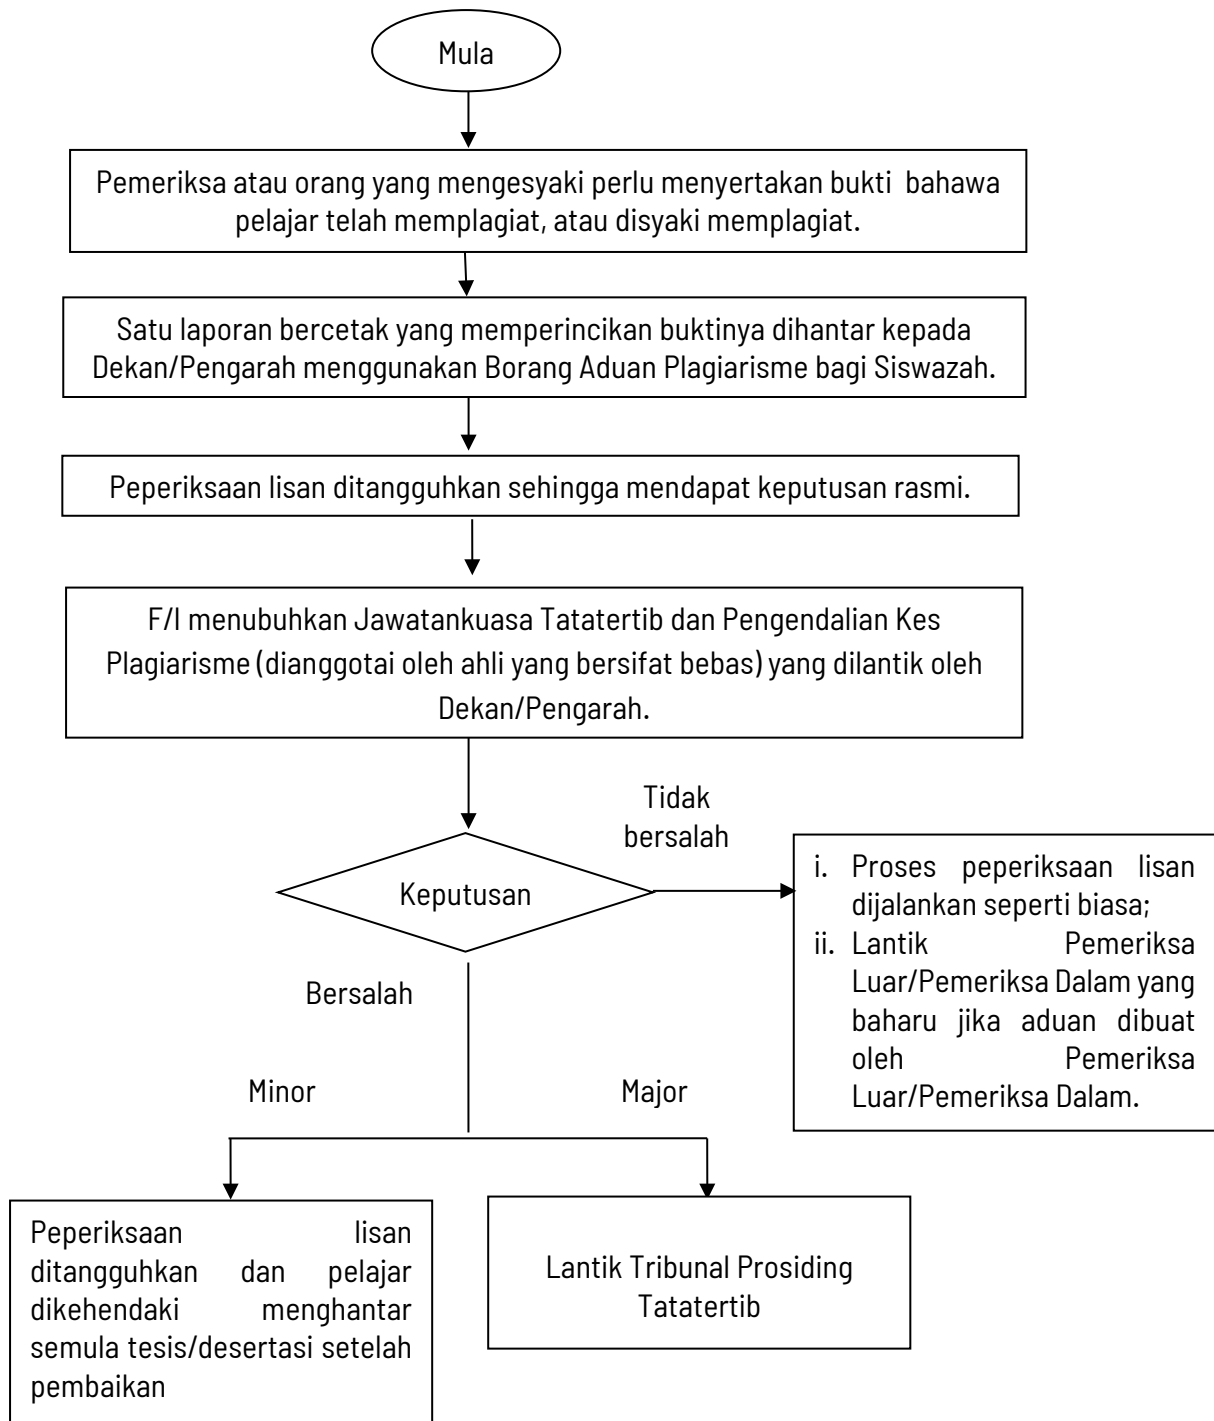 Mula
Pemeriksa atau orang yang mengesyaki perlu menyertakan bukti bahawa
pelajar telah memplagiat, atau disyaki memplagiat.
Satu laporan bercetak yang memperincikan buktinya dihantar kepada
Dekan/Pengarah menggunakan Borang Aduan Plagiarisme bagi Siswazah.
Peperiksaan lisan ditangguhkan sehingga mendapat keputusan rasmi.
F/I menubuhkan Jawatankuasa Tatatertib dan Pengendalian Kes
Plagiarisme (dianggotai oleh ahli yang bersifat bebas) yang dilantik oleh
Dekan/Pengarah.
Tidak
bersalah
Keputusan
i. Proses peperiksaan lisan
dijalankan seperti biasa;
ii. Lantik Pemeriksa
Luar/Pemeriksa Dalam yang
baharu jika aduan dibuat
oleh Pemeriksa
Luar/Pemeriksa Dalam.
Bersalah
Minor
Major
Peperiksaan lisan
ditangguhkan dan pelajar
dikehendaki menghantar
semula tesis/desertasi setelah
pembaikan
Lantik Tribunal Prosiding
Tatatertib